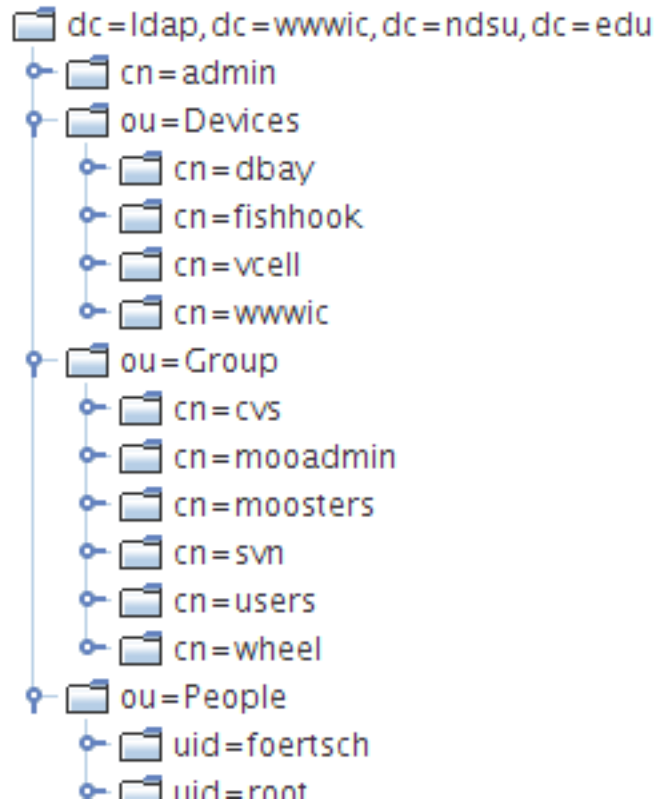 dc=ldap,dc=wwwic,dc=ndsu,dc=edu
cn=admin
ou=Devices
cn=dbay
cn=fishhook
cn=vcell
cn=wwwic
ou=Group
cn=cvs
cn=mooadmin
cn=moosters
cn=svn
cn=users
cn=wheel
ou=People
uid=foertsch
uid=root